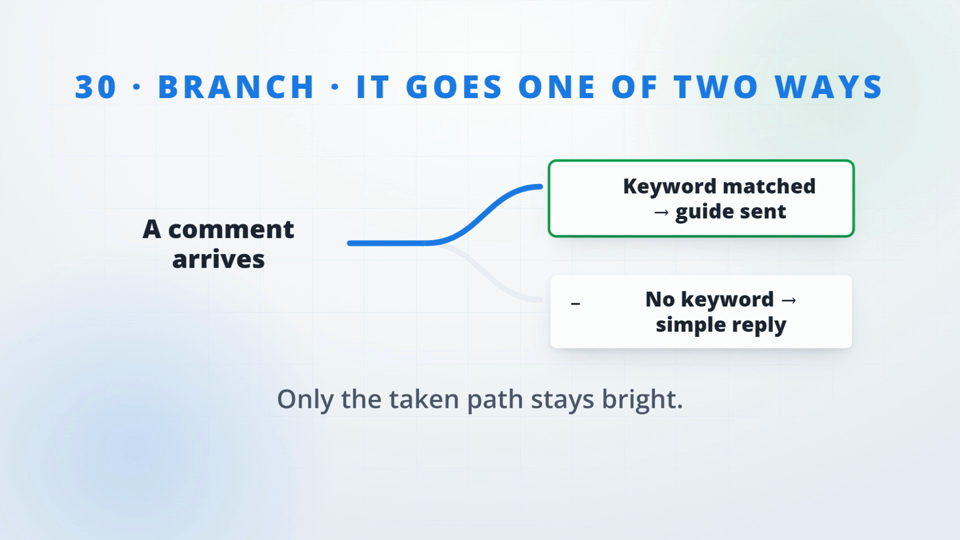 30 · BRANCH · IT GOES ONE OF TWO WAYS
A comment
arrives
Keyword matched
→ guide sent
– No keyword →
simple reply
Only the taken path stays bright.